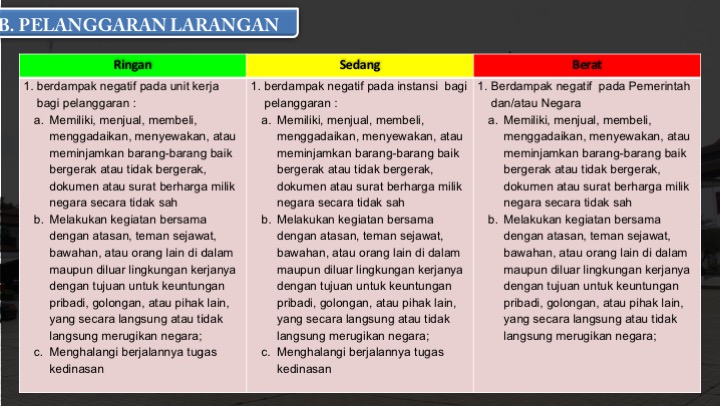 B. PELANGGARAN LARANGAN
Ringan
1. berdampak negatif pada unit kerja
bagi pelanggaran :
a. Memiliki, menjual, membeli,
menggadaikan, menyewakan, atau
meminjamkan barang-barang baik
bergerak atau tidak bergerak,
dokumen atau surat berharga milik
negara secara tidak sah
b. Melakukan kegiatan bersama
dengan atasan, teman sejawat,
bawahan, atau orang lain di dalam
maupun diluar lingkungan kerjanya
dengan tujuan untuk keuntungan
pribadi, golongan, atau pihak lain,
yang secara langsung atau tidak
langsung merugikan negara;
c. Menghalangi berjalannya tugas
kedinasan
Sedang
1. berdampak negatif pada instansi bagi
pelanggaran :
a. Memiliki, menjual, membeli,
menggadaikan, menyewakan, atau
meminjamkan barang-barang baik
bergerak atau tidak bergerak,
dokumen atau surat berharga milik
negara secara tidak sah
b. Melakukan kegiatan bersama
dengan atasan, teman sejawat,
bawahan, atau orang lain di dalam
maupun diluar lingkungan kerjanya
dengan tujuan untuk keuntungan
pribadi, golongan, atau pihak lain,
yang secara langsung atau tidak
langsung merugikan negara;
c. Menghalangi berjalannya tugas
kedinasan
Berat
1. Berdampak negatif pada Pemerintah
dan/atau Negara
a. Memiliki, menjual, membeli,
menggadaikan, menyewakan, atau
meminjamkan barang-barang baik
bergerak atau tidak bergerak,
dokumen atau surat berharga milik
negara secara tidak sah
b. Melakukan kegiatan bersama
dengan atasan, teman sejawat,
bawahan, atau orang lain di dalam
maupun diluar lingkungan kerjanya
dengan tujuan untuk keuntungan
pribadi, golongan, atau pihak lain,
yang secara langsung atau tidak
langsung merugikan negara;